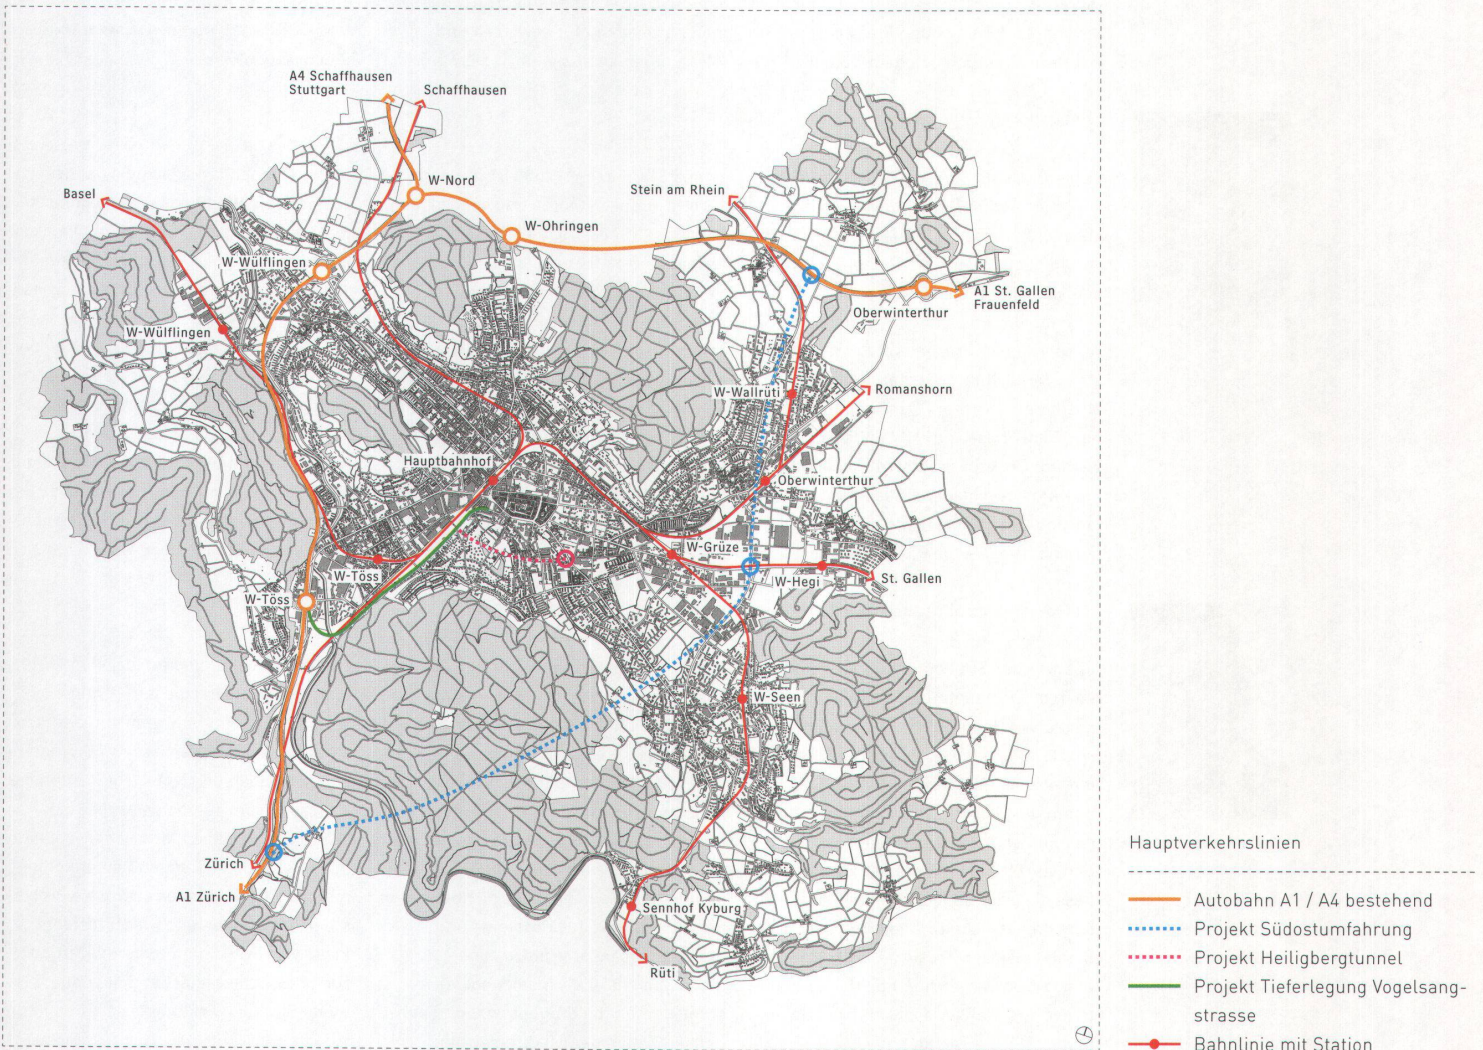 A4 Schaffhausen
Stuttgart
Schaffhausen
W-Nord
Basel
Stein am Rhein
W-Ohringen
W-Wülflingen
A1 St. Gallen
Frauenfeld
Oberwinterthur
W-Wülflingen
W-Wallrüti
Romanshorn
Hauptbahnhof
Oberwinterthur
W-Grüze
W-Töss
W-Hegi
St. Gallen
W-Töss
W-Seen
Zürich
A1 Zürich
Sennhof Kyburg
Rüti
Hauptverkehrslinien
Autobahn A1 / A4 bestehend
Projekt Südostumfahrung
Projekt Heiligbergtunnel
Projekt Tieferlegung Vogelsang-
strasse
Bahnlinie mit Station